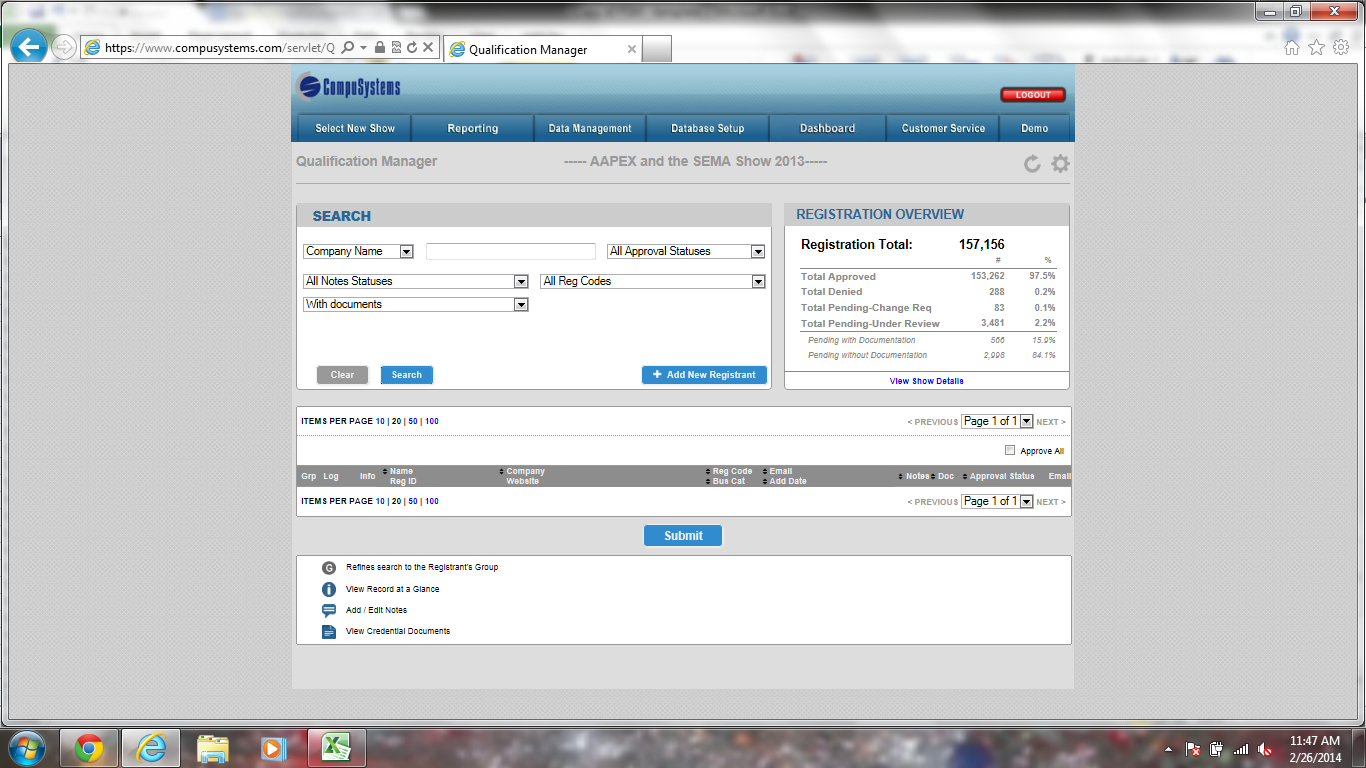 https://www.compusystems.com/servlet/Q
Qualification Manager
CompuSystems
LOGOUT
Select New Show
Reporting
Data Management
Database Setup
Dashboard
Customer Service
Demo
Qualification Manager
----- AAPEX and the SEMA Show 2013-----
SEARCH
Company Name
All Approval Statuses
All Notes Statuses
All Reg Codes
With documents
Clear
Search
+ Add New Registrant
REGISTRATION OVERVIEW
Registration Total: 157,156
# %
Total Approved 153,262 97.5%
Total Denied 288 0.2%
Total Pending-Change Req 83 0.1%
Total Pending-Under Review 3,481 2.2%
Pending with Documentation 566 15.9%
Pending without Documentation 2,998 84.1%
View Show Details
ITEMS PER PAGE 10 | 20 | 50 | 100
< PREVIOUS Page 1 of 1 NEXT >
Approve All
Grp Log Info Name Company Reg Code Email Notes Doc Approval Status Email
Reg ID Website Bus Cat Add Date
ITEMS PER PAGE 10 | 20 | 50 | 100
< PREVIOUS Page 1 of 1 NEXT >
Submit
G Refines search to the Registrant's Group
i View Record at a Glance
Add / Edit Notes
View Credential Documents
11:47 AM
2/26/2014